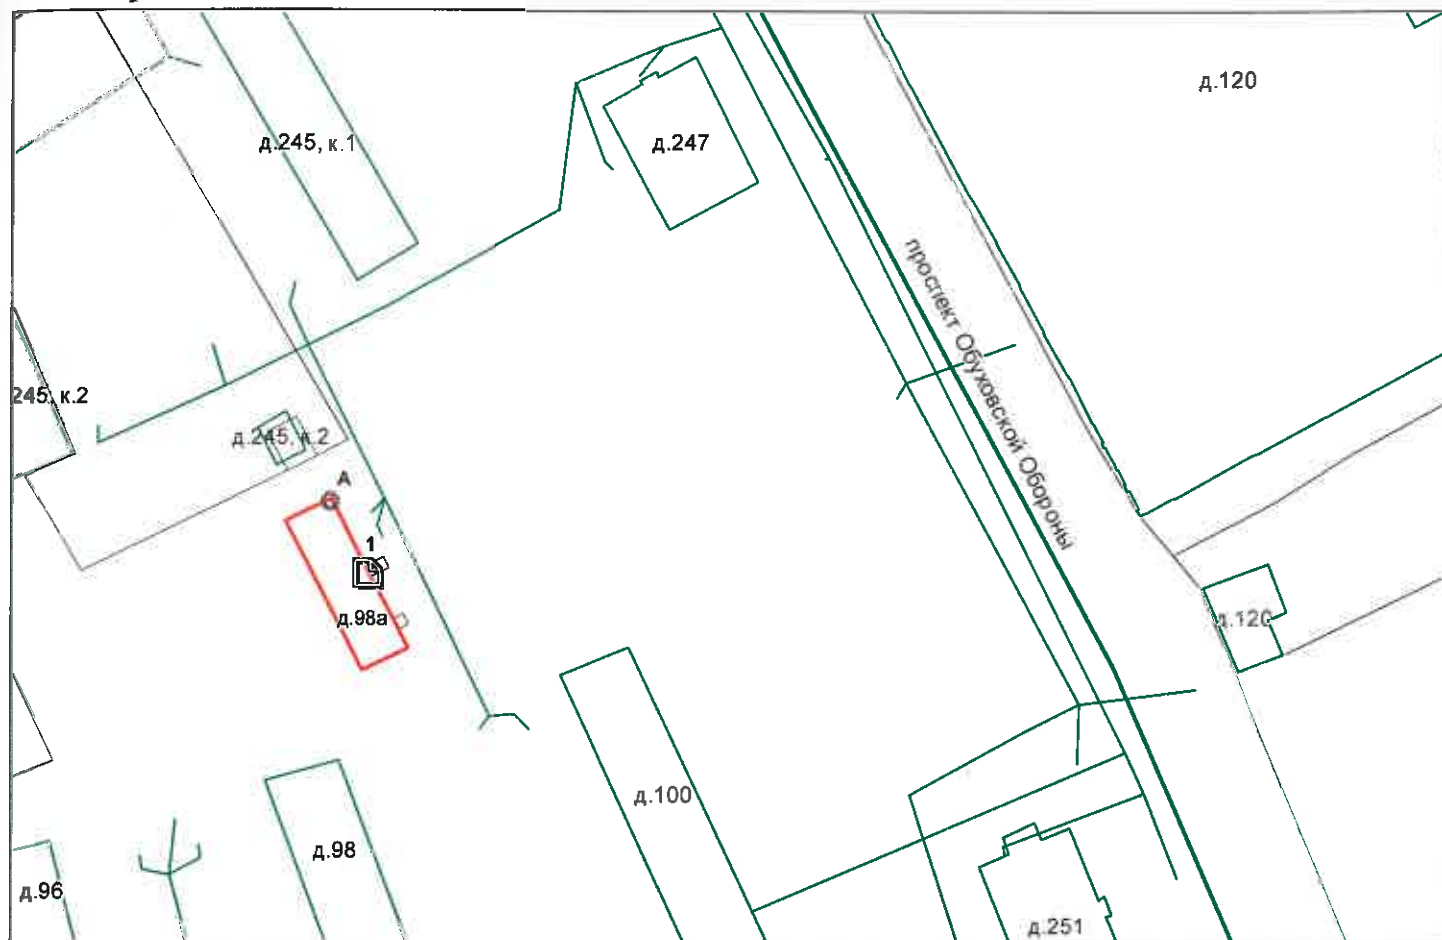 д.120
д.245, к.1
д.247
проспект Обуховской Обороны
245, к.2
д.245, к.2
А
1
д.98а
д.120
д.100
д.98
д.96
д.251